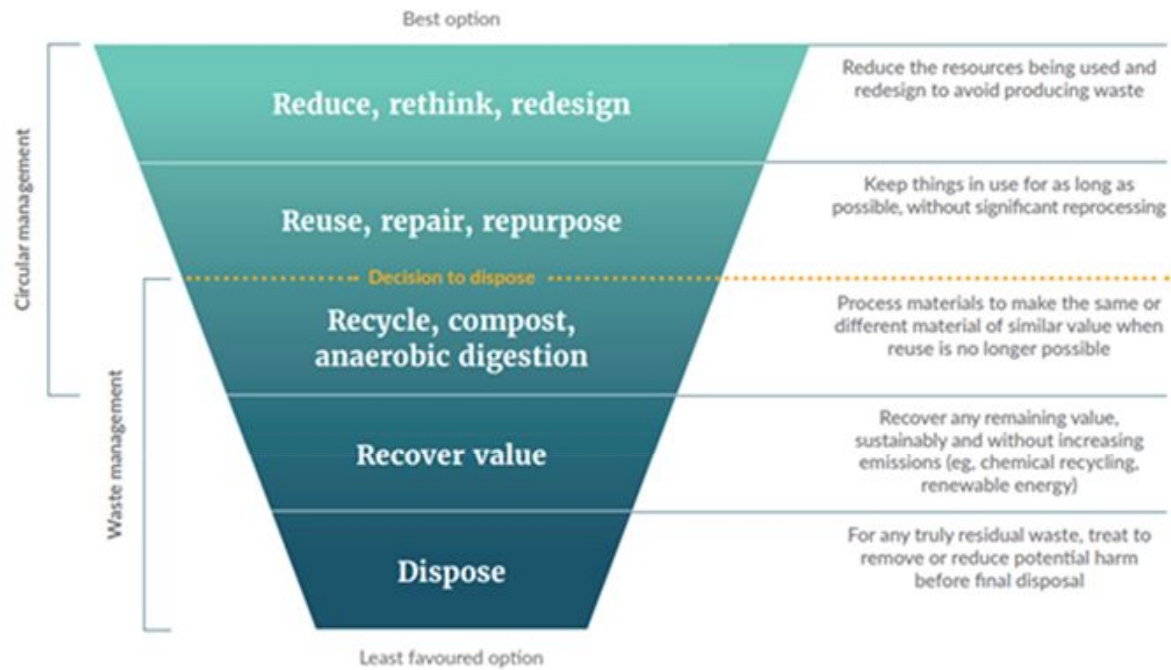 Best option
Circular management
Reduce, rethink, redesign
Reduce the resources being used and
redesign to avoid producing waste
Reuse, repair, repurpose
Keep things in use for as long as
possible, without significant reprocessing
Decision to dispose
Waste management
Recycle, compost,
anaerobic digestion
Process materials to make the same or
different material of similar value when
reuse is no longer possible
Recover value
Recover any remaining value,
sustainably and without increasing
emissions (eg, chemical recycling,
renewable energy)
Dispose
For any truly residual waste, treat to
remove or reduce potential harm
before final disposal
Least favoured option